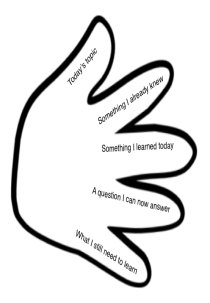 Today's topic
Something I already knew
Something I learned today
A question I can now answer
What I still need to learn